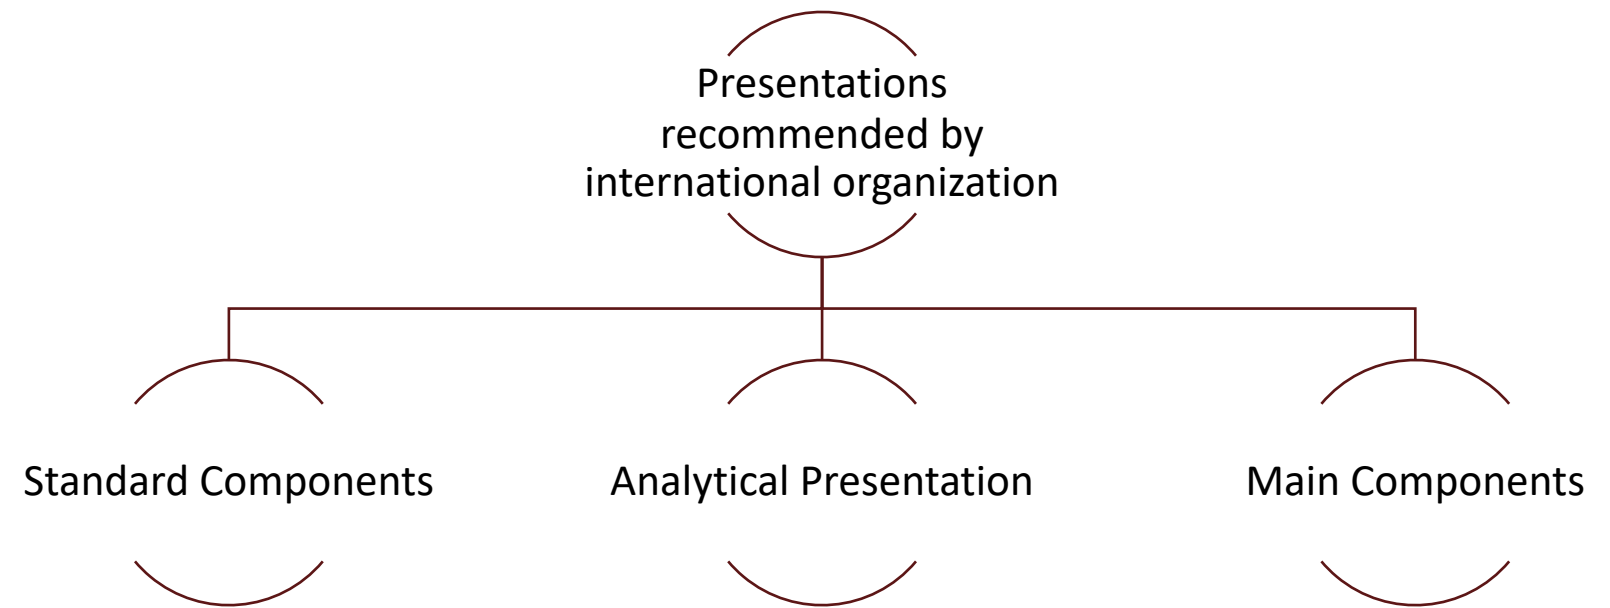 Presentations
recommended by
international organization
Standard Components
Analytical Presentation
Main Components